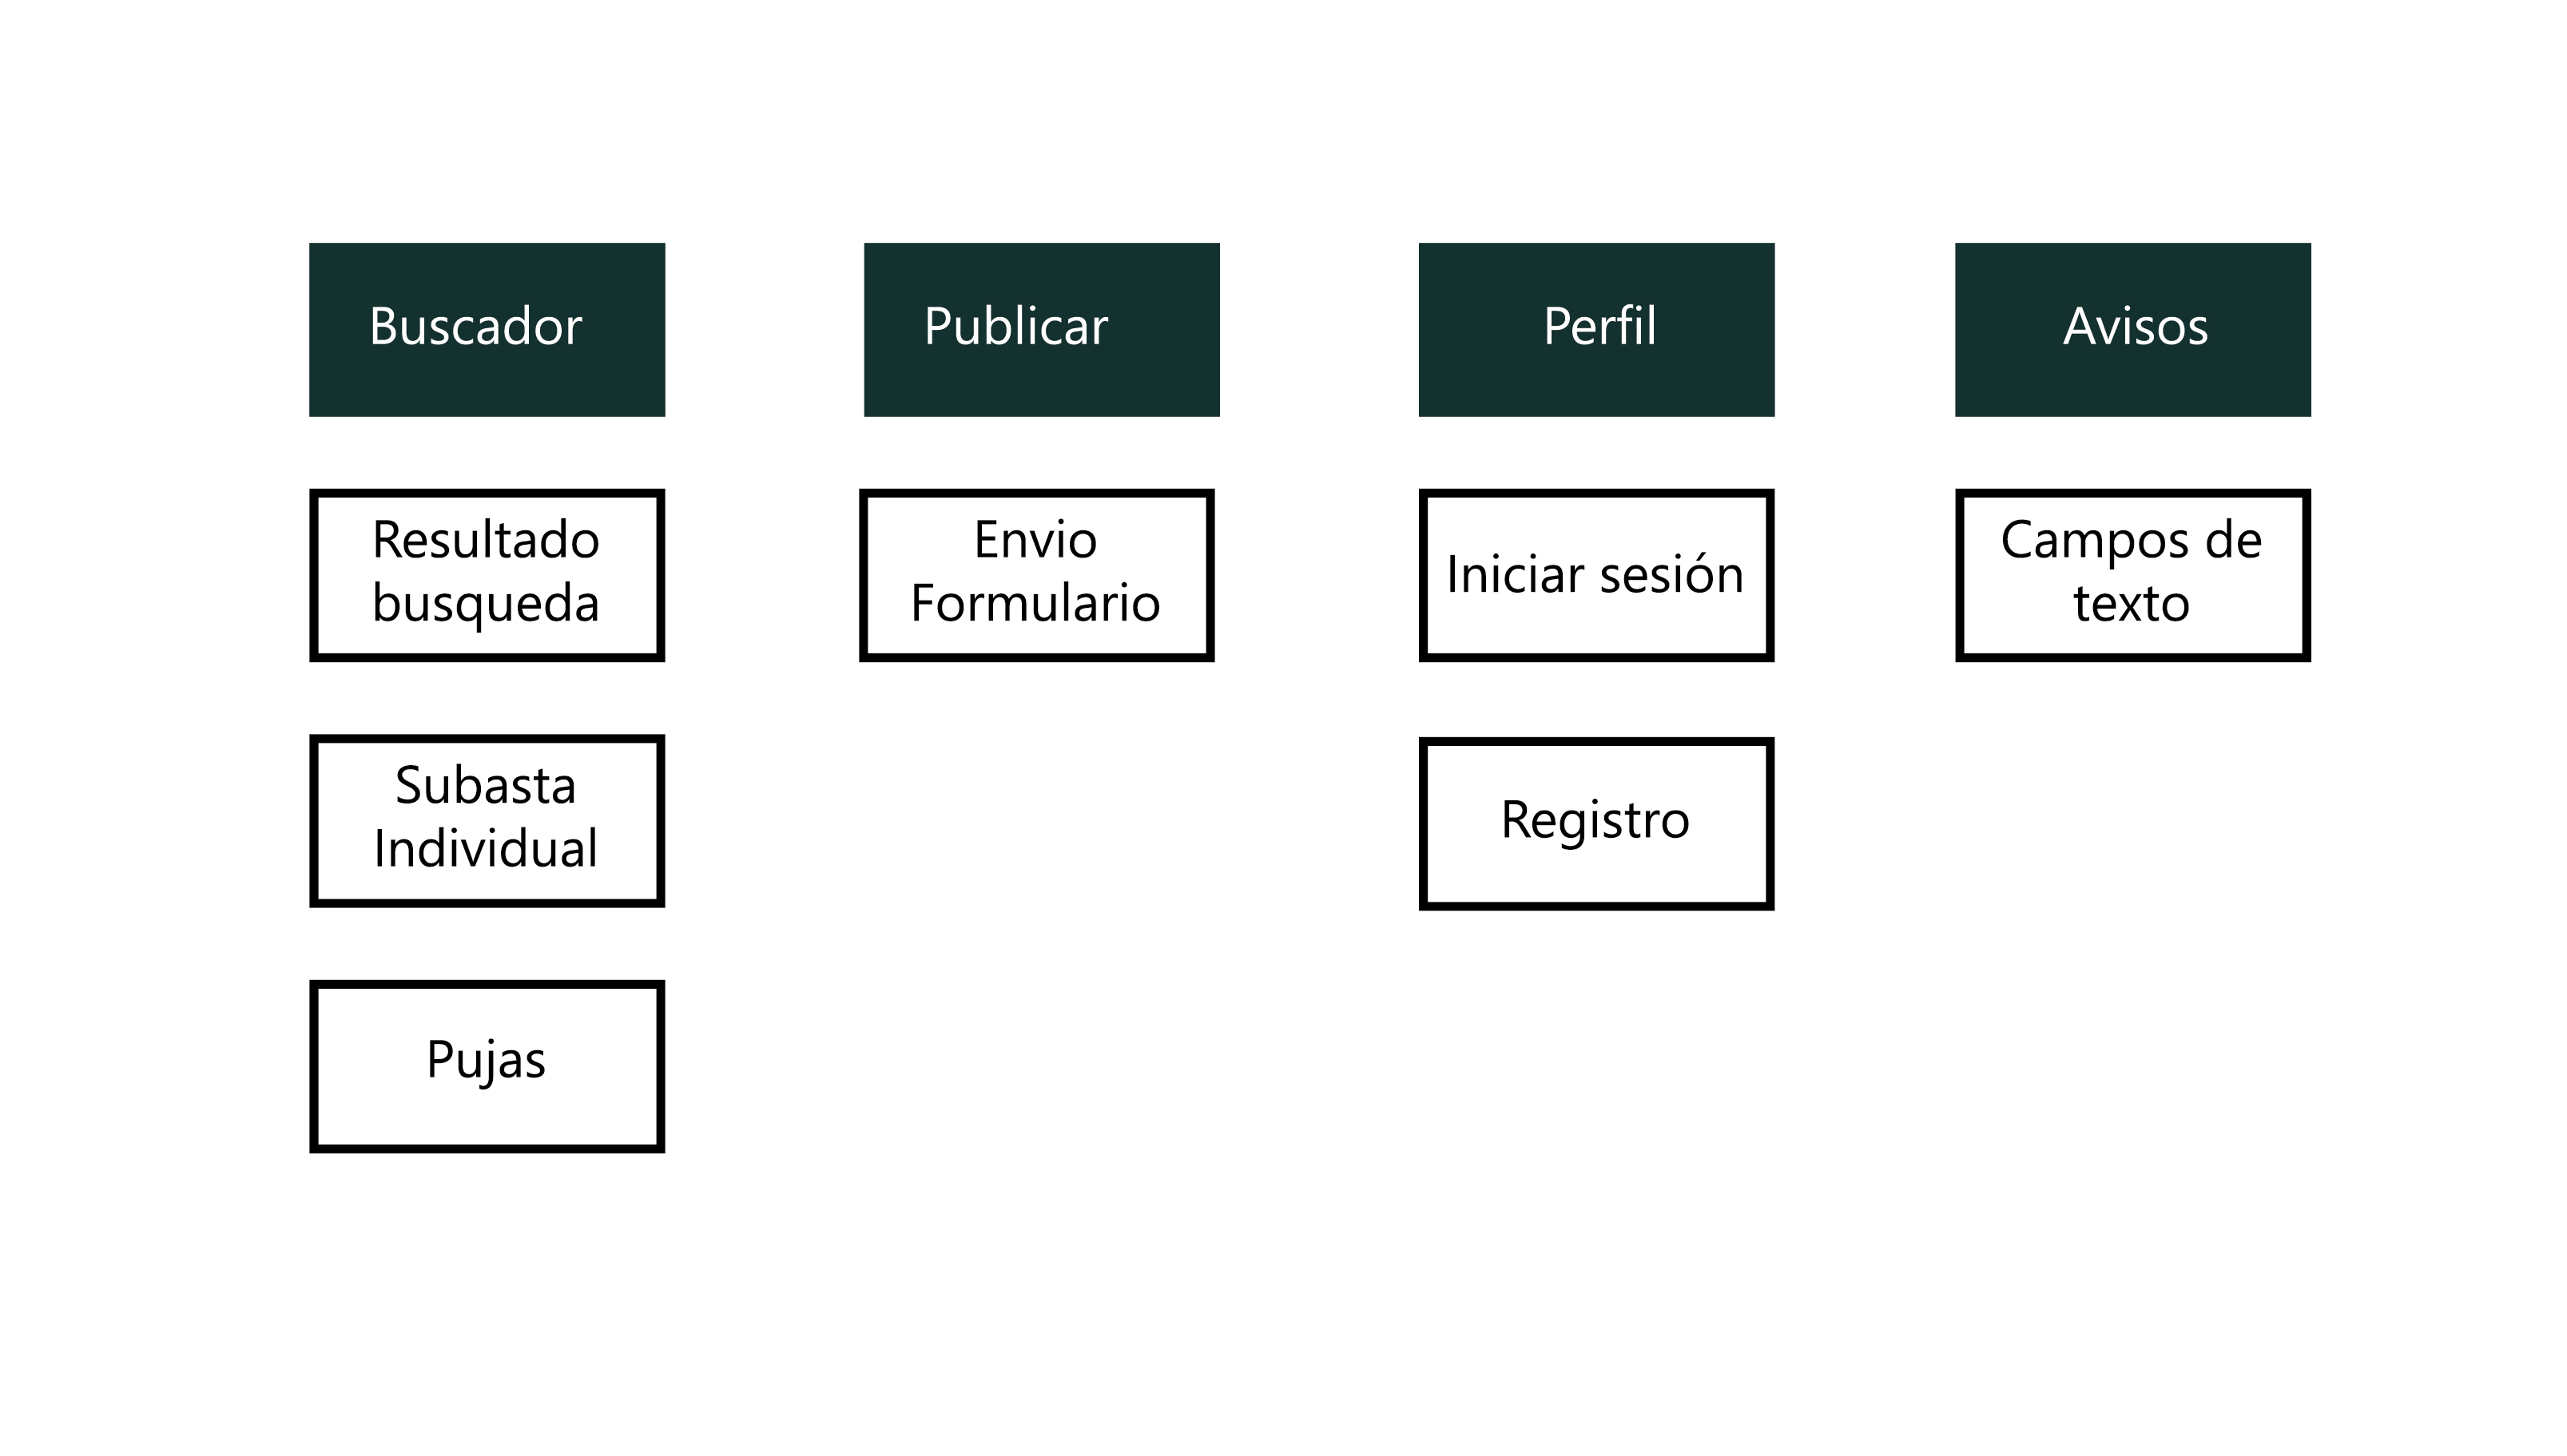 Buscador
Publicar
Perfil
Avisos
Resultado
busqueda
Envio
Formulario
Iniciar sesión
Campos de
texto
Subasta
Individual
Registro
Pujas